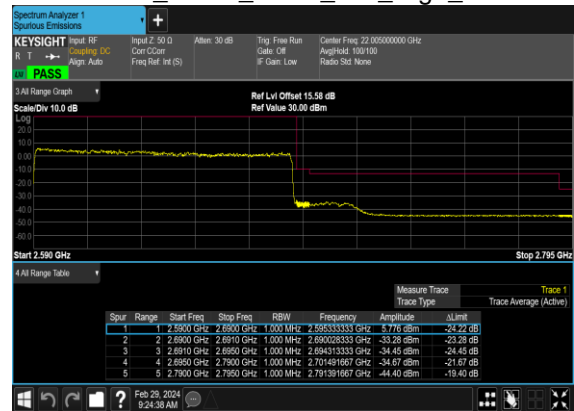 Spectrum Analyzer 1
Spurious Emissions
+
KEYSIGHT Input: RF Input Z: 50 Ω Atten: 30 dB Trig: Free Run Center Freq: 22.005000000 GHz
R T Coupling: DC Corr CCorr Gate: Off Avg|Hold: 100/100
Align: Auto Freq Ref: Int (S) IF Gain: Low Radio Std: None
PASS
3 All Range Graph
Ref Lvl Offset 15.58 dB
Scale/Div 10.0 dB Ref Value 30.00 dBm
Log
20.0
10.0
0.00
-10.0
-20.0
-30.0
-40.0
-50.0
-60.0
Start 2.590 GHz Stop 2.795 GHz
4 All Range Table
Measure Trace Trace 1
Trace Type Trace Average (Active)
Spur Range Start Freq Stop Freq RBW Frequency Amplitude ΔLimit
1 1 2.5900 GHz 2.6900 GHz 1.000 MHz 2.595333333 GHz 5.776 dBm -24.22 dB
2 2 2.6900 GHz 2.6910 GHz 1.000 MHz 2.690028333 GHz -33.28 dBm -23.28 dB
3 3 2.6910 GHz 2.6950 GHz 1.000 MHz 2.694313333 GHz -34.45 dBm -24.45 dB
4 4 2.6950 GHz 2.7900 GHz 1.000 MHz 2.701491667 GHz -34.67 dBm -21.67 dB
5 5 2.7900 GHz 2.7950 GHz 1.000 MHz 2.791391667 GHz -44.40 dBm -19.40 dB
? Feb 29, 2024
9:24:38 AM